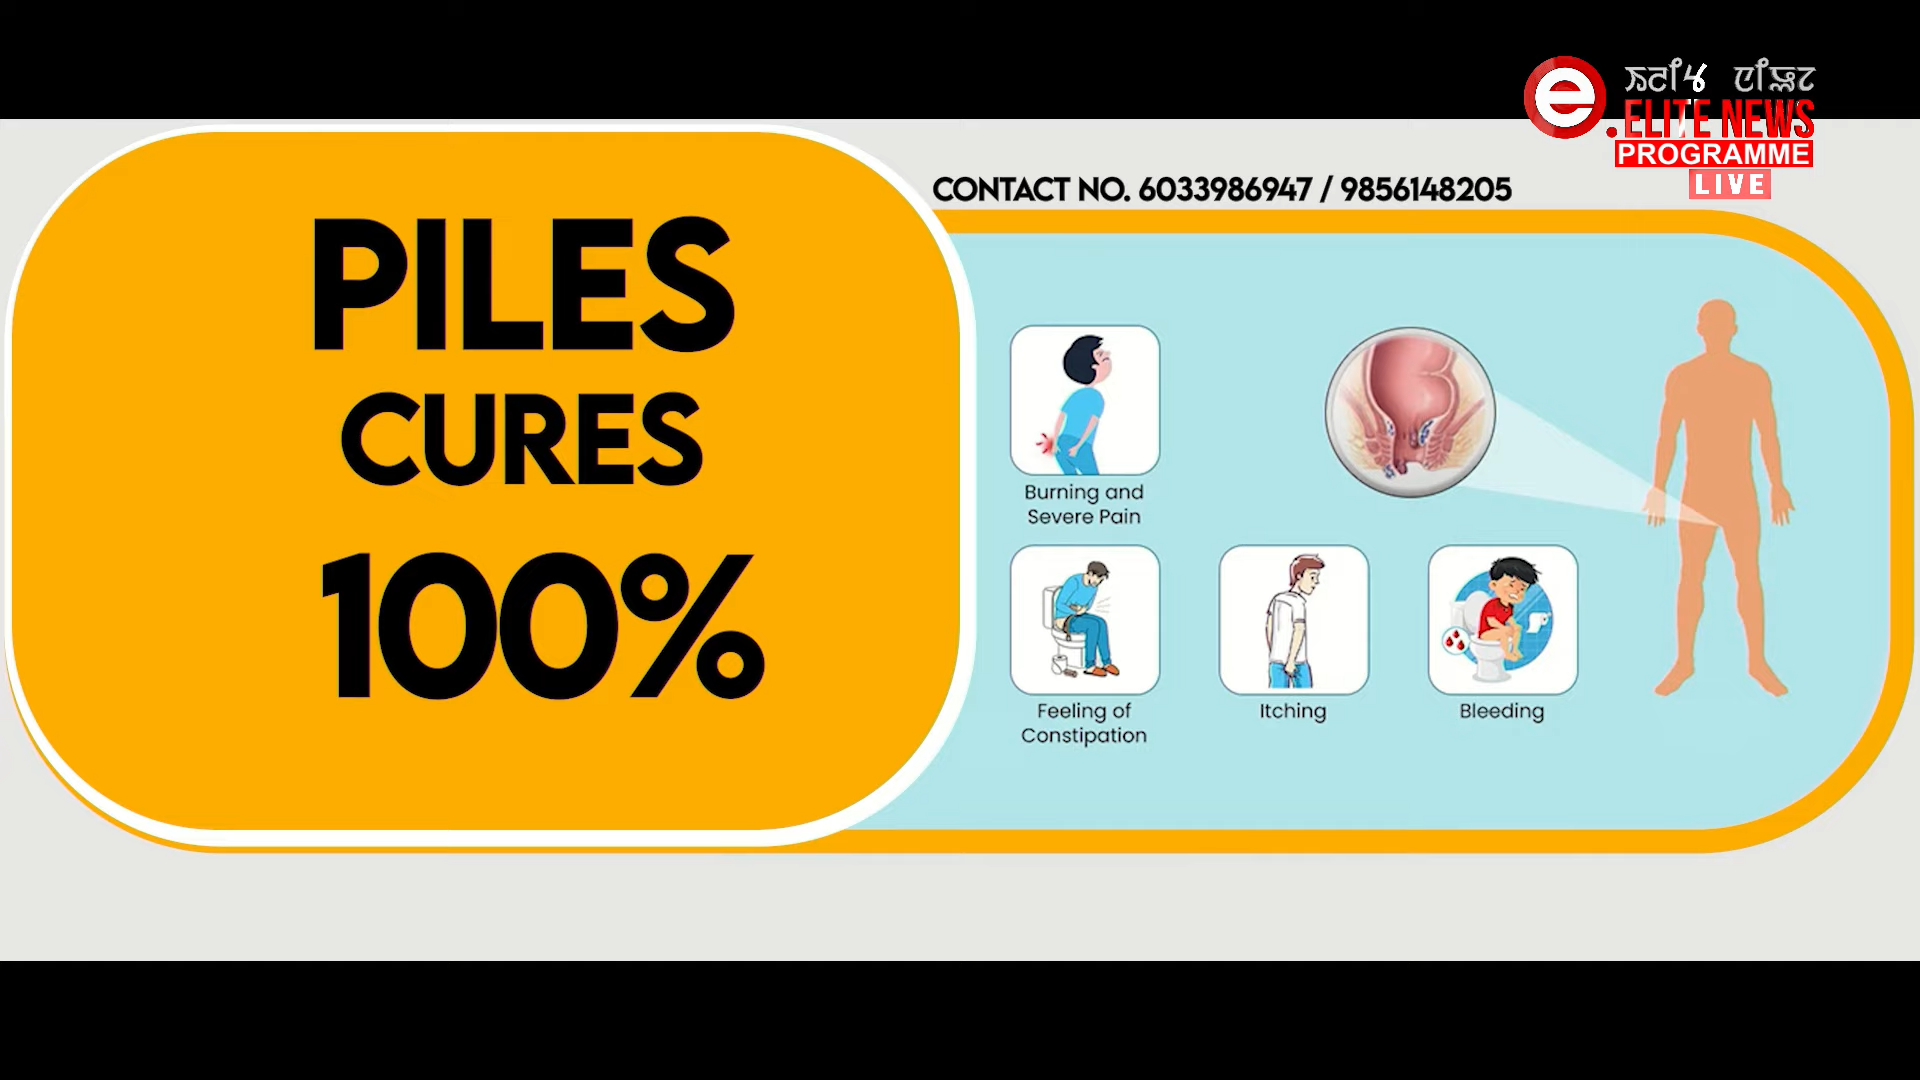 PILES
CURES
100%
CONTACT NO. 6033986947 / 9856148205
Burning and
Severe Pain
Feeling of
Constipation
Itching
Bleeding
ELITE NEWS
PROGRAMME
LIVE